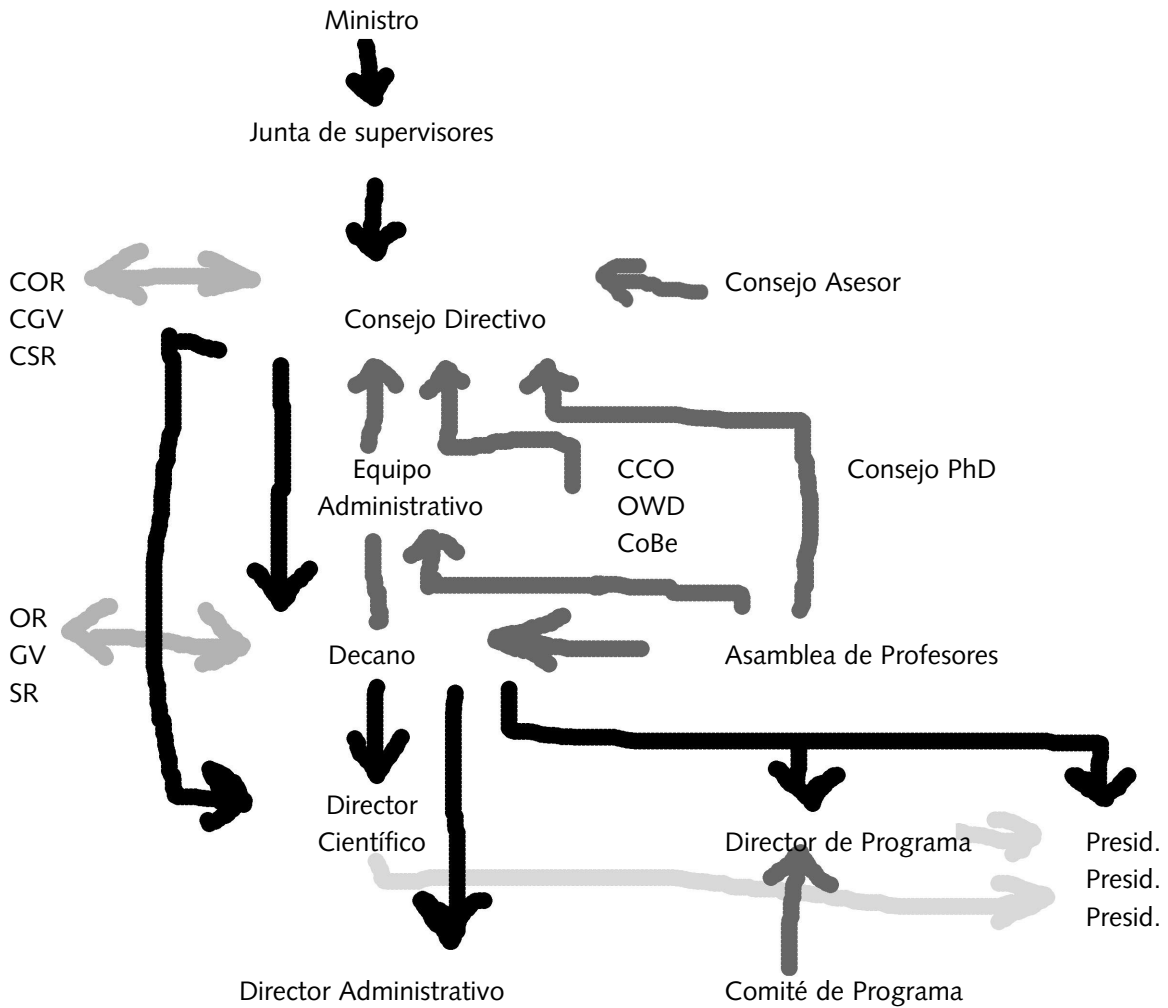 Ministro
Junta de supervisores
COR
CGV
CSR
Consejo Asesor
Consejo Directivo
Equipo
Administrativo
CCO
OWD
CoBe
Consejo PhD
OR
GV
SR
Decano
Asamblea de Profesores
Director
Científico
Director de Programa
Presid.
Presid.
Presid.
Director Administrativo
Comité de Programa